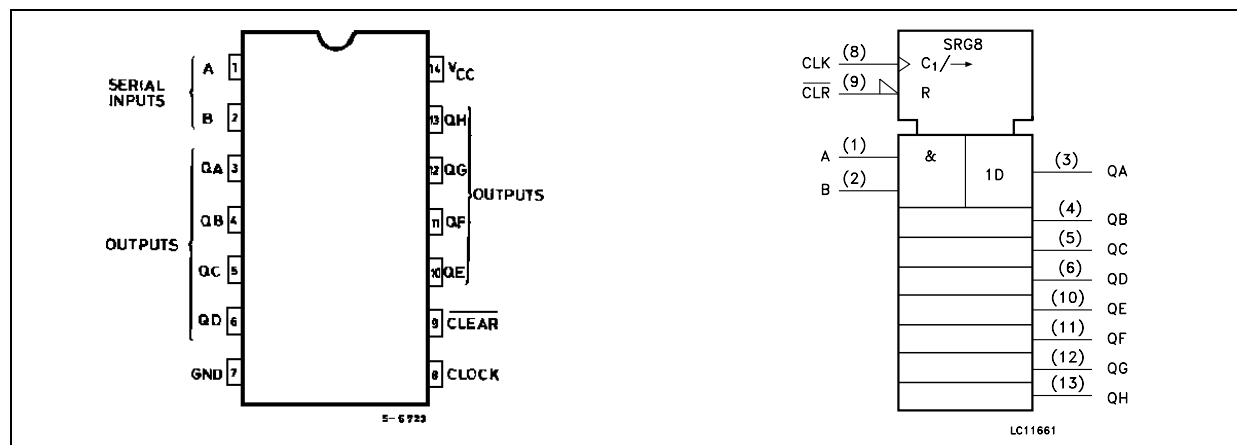 SERIAL
INPUTS
A 1
B 2
OUTPUTS
QA 3
QB 4
QC 5
QD 6
GND 7
14 VCC
13 QH
12 QG
11 QF
10 QE
OUTPUTS
9 CLEAR
8 CLOCK
S-6723
SRG8
CLK (8) C1/→
CLR (9) R
A (1) &
B (2)
1D
(3) QA
(4) QB
(5) QC
(6) QD
(10) QE
(11) QF
(12) QG
(13) QH
LC11661